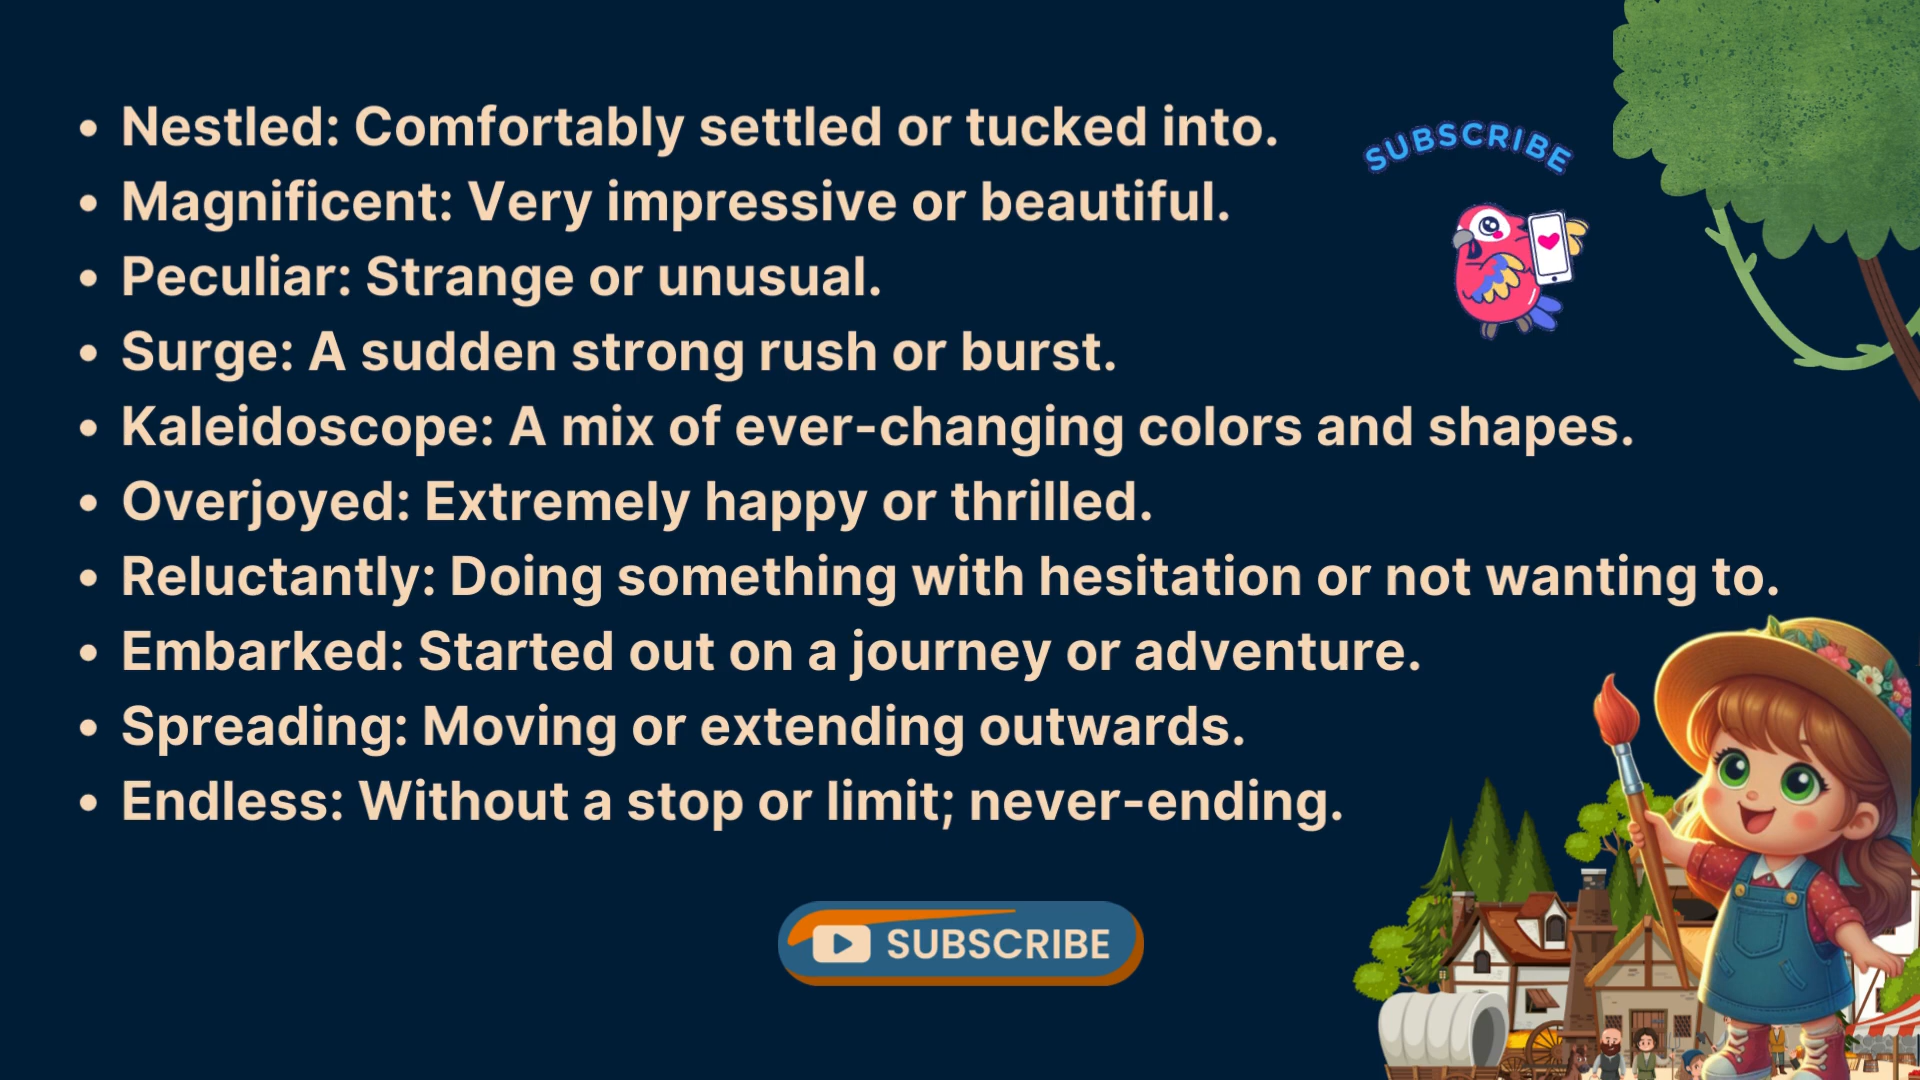 • Nestled: Comfortably settled or tucked into.
• Magnificent: Very impressive or beautiful.
• Peculiar: Strange or unusual.
• Surge: A sudden strong rush or burst.
• Kaleidoscope: A mix of ever-changing colors and shapes.
• Overjoyed: Extremely happy or thrilled.
• Reluctantly: Doing something with hesitation or not wanting to.
• Embarked: Started out on a journey or adventure.
• Spreading: Moving or extending outwards.
• Endless: Without a stop or limit; never-ending.
SUBSCRIBE
SUBSCRIBE